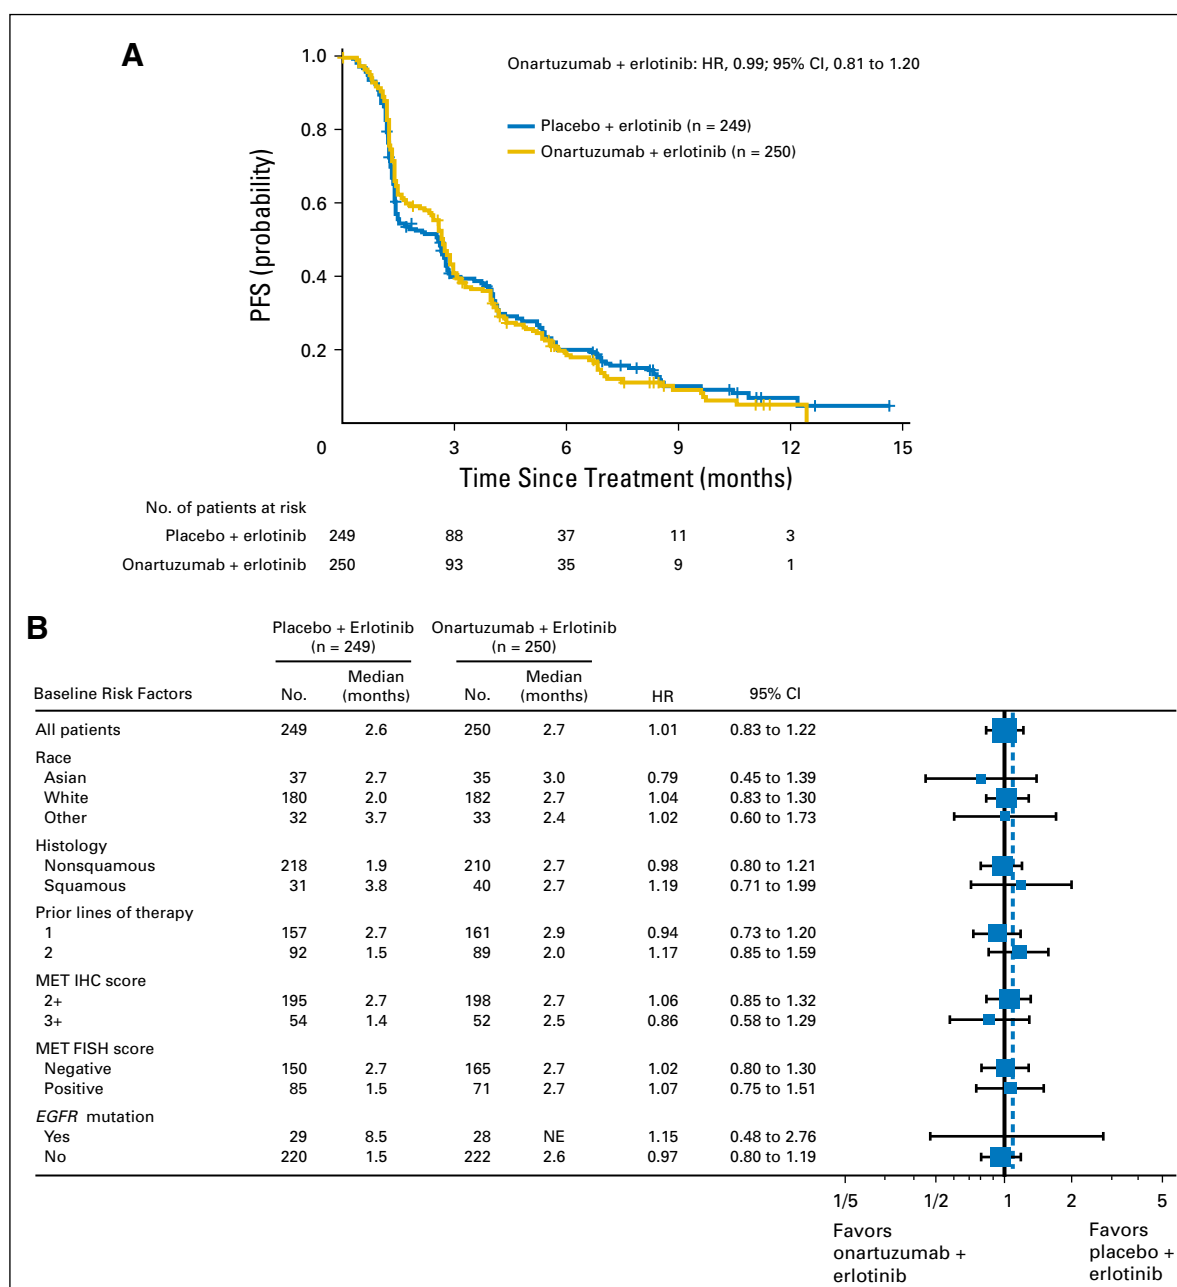 A
Onartuzumab + erlotinib: HR, 0.99; 95% CI, 0.81 to 1.20
Placebo + erlotinib (n = 249)
Onartuzumab + erlotinib (n = 250)
PFS (probability)
1.0
0.8
0.6
0.4
0.2
0 3 6 9 12 15
Time Since Treatment (months)
No. of patients at risk
Placebo + erlotinib 249 88 37 11 3
Onartuzumab + erlotinib 250 93 35 9 1
B
Placebo + Erlotinib Onartuzumab + Erlotinib
(n = 249) (n = 250)
Median Median
Baseline Risk Factors No. (months) No. (months) HR 95% CI
All patients 249 2.6 250 2.7 1.01 0.83 to 1.22
Race
Asian 37 2.7 35 3.0 0.79 0.45 to 1.39
White 180 2.0 182 2.7 1.04 0.83 to 1.30
Other 32 3.7 33 2.4 1.02 0.60 to 1.73
Histology
Nonsquamous 218 1.9 210 2.7 0.98 0.80 to 1.21
Squamous 31 3.8 40 2.7 1.19 0.71 to 1.99
Prior lines of therapy
1 157 2.7 161 2.9 0.94 0.73 to 1.20
2 92 1.5 89 2.0 1.17 0.85 to 1.59
MET IHC score
2+ 195 2.7 198 2.7 1.06 0.85 to 1.32
3+ 54 1.4 52 2.5 0.86 0.58 to 1.29
MET FISH score
Negative 150 2.7 165 2.7 1.02 0.80 to 1.30
Positive 85 1.5 71 2.7 1.07 0.75 to 1.51
EGFR mutation
Yes 29 8.5 28 NE 1.15 0.48 to 2.76
No 220 1.5 222 2.6 0.97 0.80 to 1.19
1/5 1/2 1 2 5
Favors Favors
onartuzumab + placebo +
erlotinib erlotinib